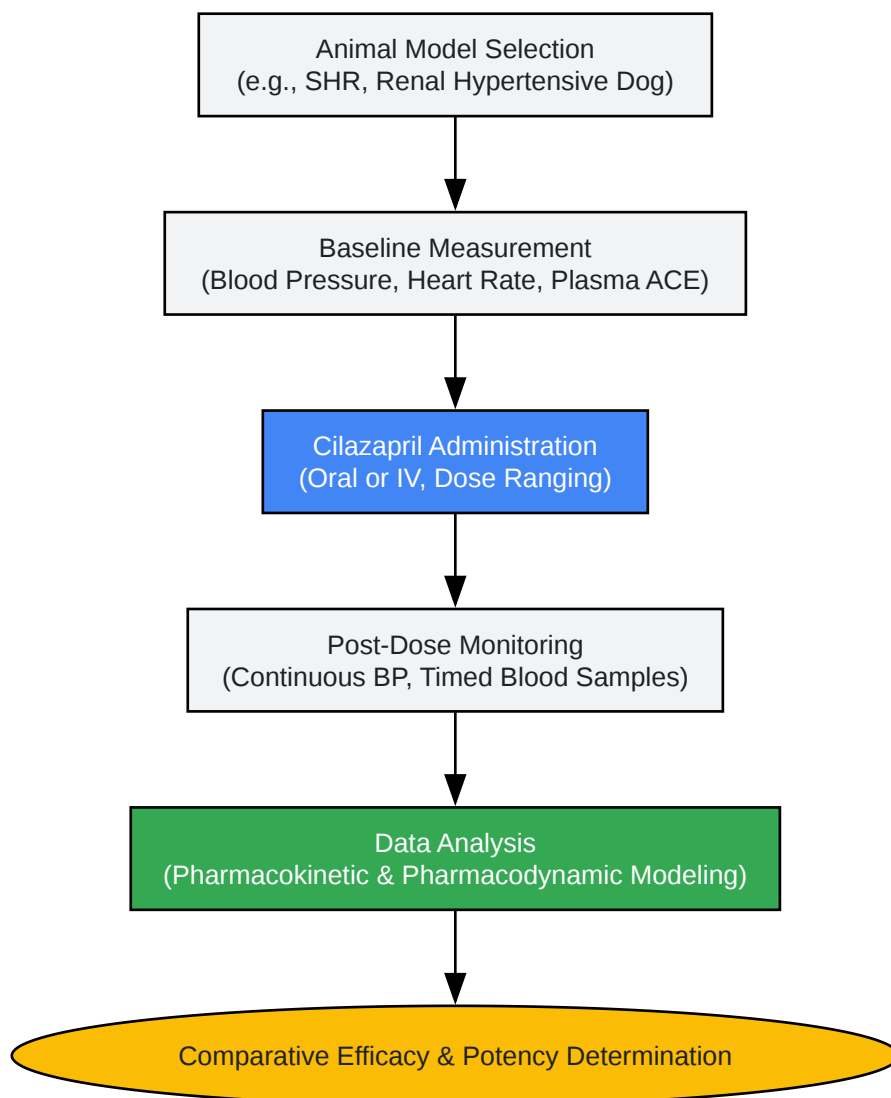 Animal Model Selection
(e.g., SHR, Renal Hypertensive Dog)
Baseline Measurement
(Blood Pressure, Heart Rate, Plasma ACE)
Cilazapril Administration
(Oral or IV, Dose Ranging)
Post-Dose Monitoring
(Continuous BP, Timed Blood Samples)
Data Analysis
(Pharmacokinetic & Pharmacodynamic Modeling)
Comparative Efficacy & Potency Determination